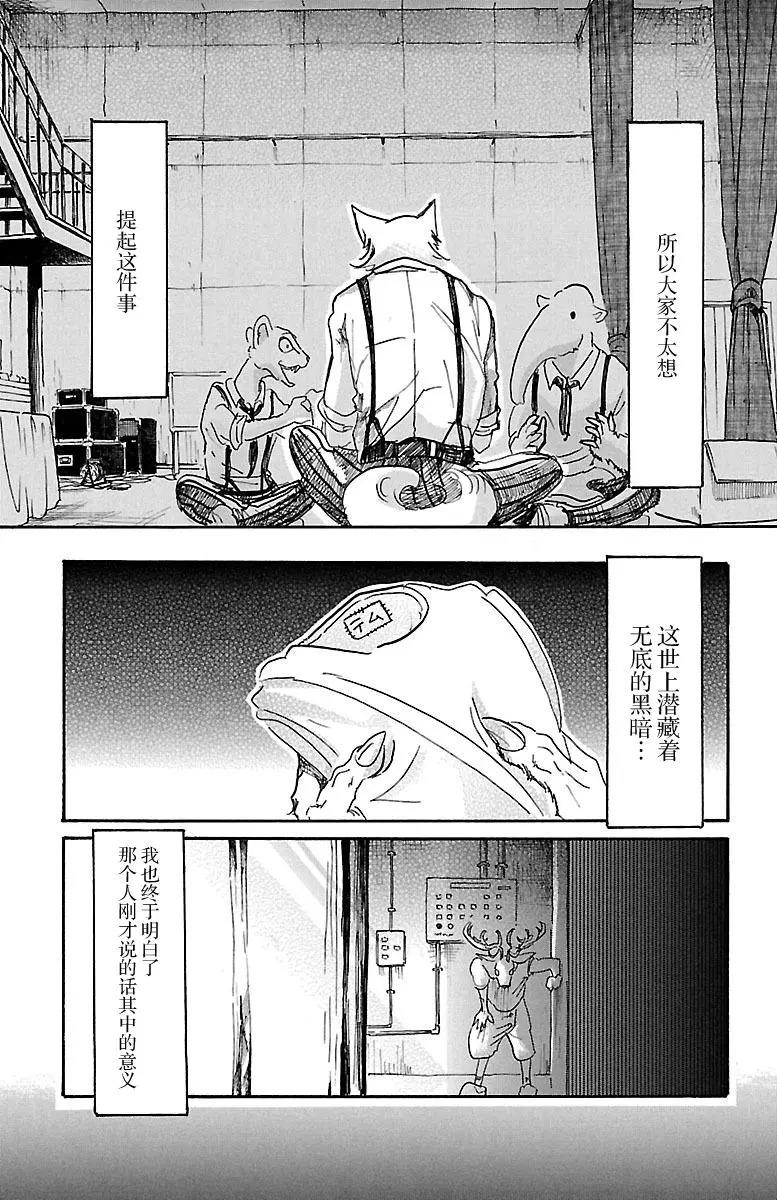 所以大家不太想
提起这件事
这世上潜藏着
无底的黑暗…
テム
我也终于明白了
那个人刚才说的话其中的意义